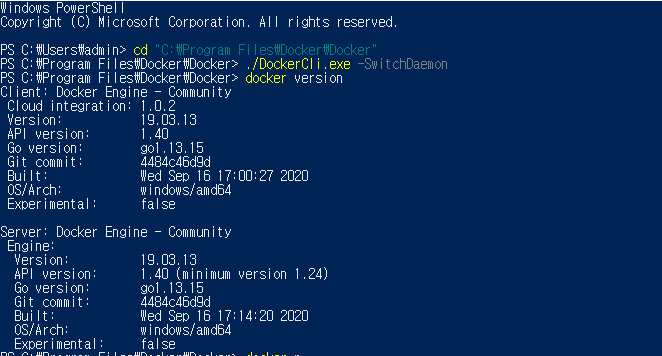 Windows PowerShell
Copyright (C) Microsoft Corporation. All rights reserved.
PS C:₩Users₩admin> cd "C:₩Program Files₩Docker₩Docker"
PS C:₩Program Files₩Docker₩Docker> ./DockerCli.exe -SwitchDaemon
PS C:₩Program Files₩Docker₩Docker> docker version
Client: Docker Engine - Community
Cloud integration: 1.0.2
Version: 19.03.13
API version: 1.40
Go version: go1.13.15
Git commit: 4484c46d9d
Built: Wed Sep 16 17:00:27 2020
OS/Arch: windows/amd64
Experimental: false
Server: Docker Engine - Community
Engine:
Version: 19.03.13
API version: 1.40 (minimum version 1.24)
Go version: go1.13.15
Git commit: 4484c46d9d
Built: Wed Sep 16 17:14:20 2020
OS/Arch: windows/amd64
Experimental: false
PS C:₩Program Files₩Docker₩Docker> docker